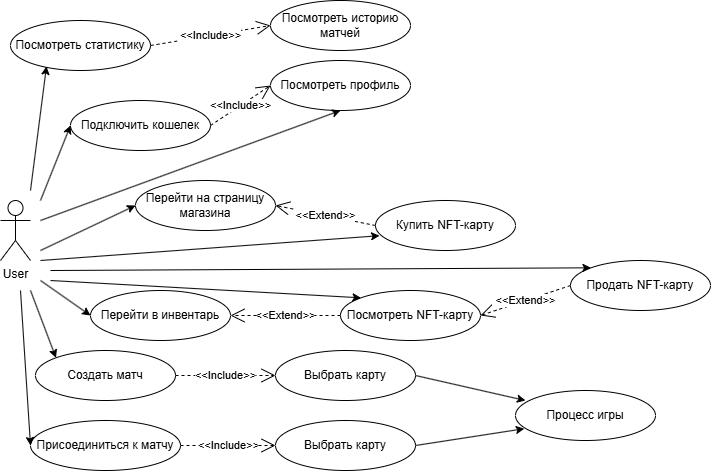 Посмотреть историю
матчей
<<Include>>
Посмотреть статистику
Посмотреть профиль
<<Include>>
Подключить кошелек
Перейти на страницу
магазина
<<Extend>>
Купить NFT-карту
User
Продать NFT-карту
<<Extend>>
Перейти в инвентарь
<<Extend>>
Посмотреть NFT-карту
Создать матч
<<Include>>
Выбрать карту
Процесс игры
Присоединиться к матчу
<<Include>>
Выбрать карту